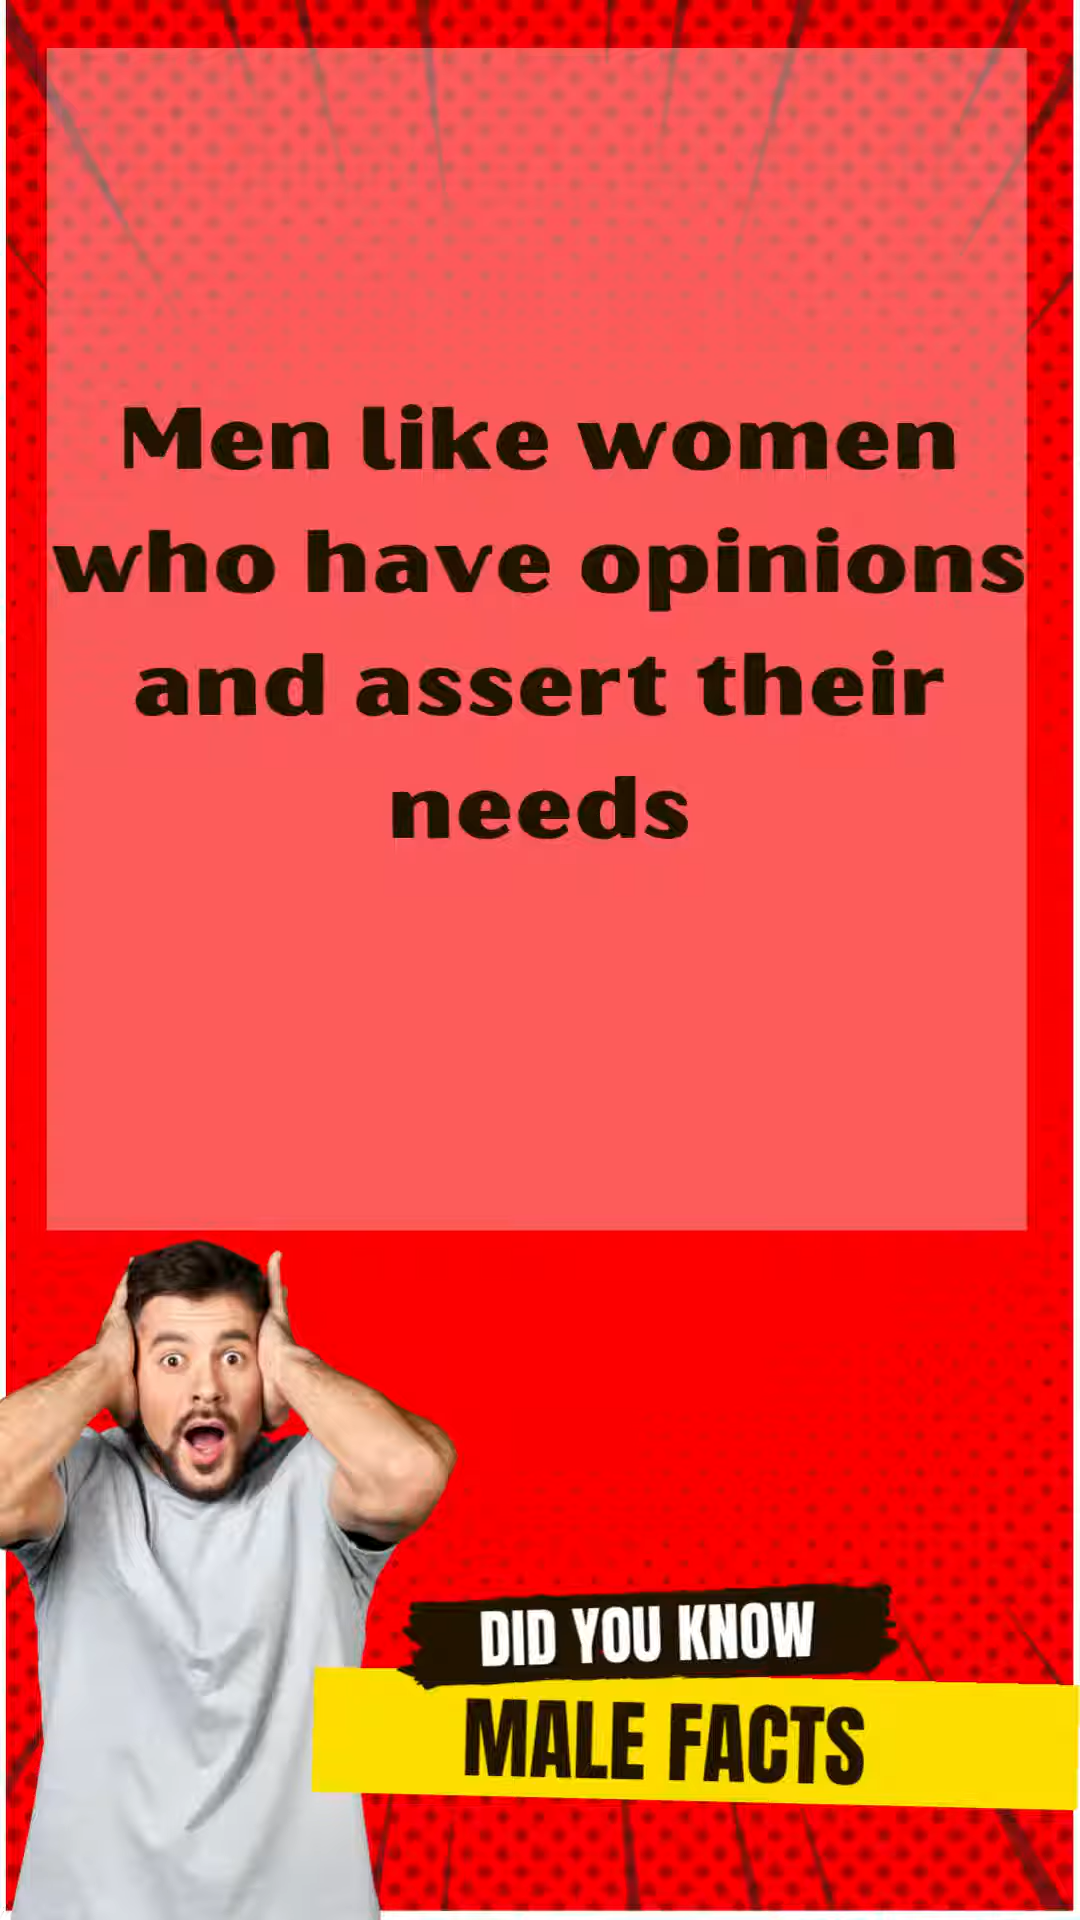 Men like women
who have opinions
and assert their
needs
DID YOU KNOW
MALE FACTS